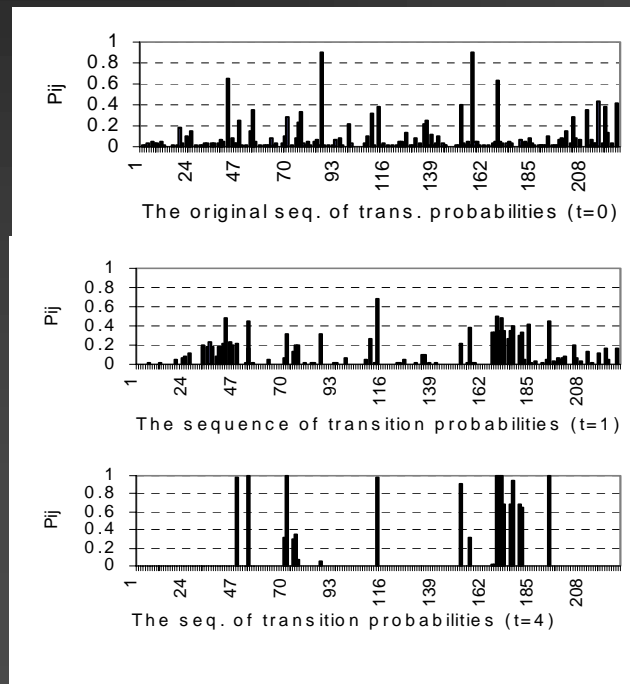 1
0.8
0.6
0.4
0.2
0
Pij
1 24 47 70 93 116 139 162 185 208
The original seq. of trans. probabilities (t=0)
1
0.8
0.6
0.4
0.2
0
Pij
1 24 47 70 93 116 139 162 185 208
The sequence of transition probabilities (t=1)
1
0.8
0.6
0.4
0.2
0
Pij
1 24 47 70 93 116 139 162 185 208
The seq. of transition probabilities (t=4)